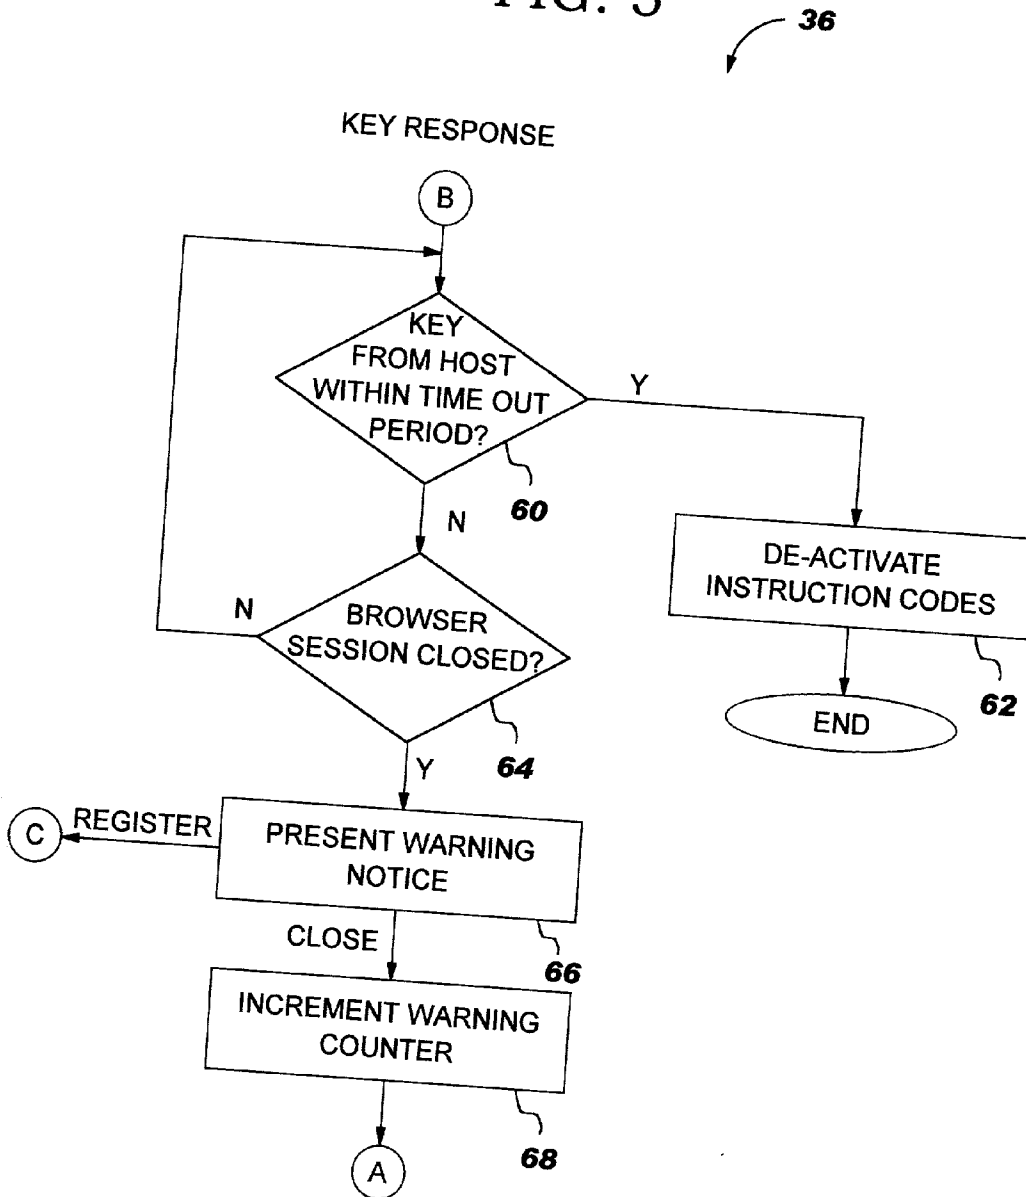 36
KEY RESPONSE
B
KEY
FROM HOST
WITHIN TIME OUT
PERIOD?
Y
60
N
DE-ACTIVATE
INSTRUCTION CODES
62
END
N
BROWSER
SESSION CLOSED?
64
Y
C
REGISTER
PRESENT WARNING
NOTICE
66
CLOSE
INCREMENT WARNING
COUNTER
68
A